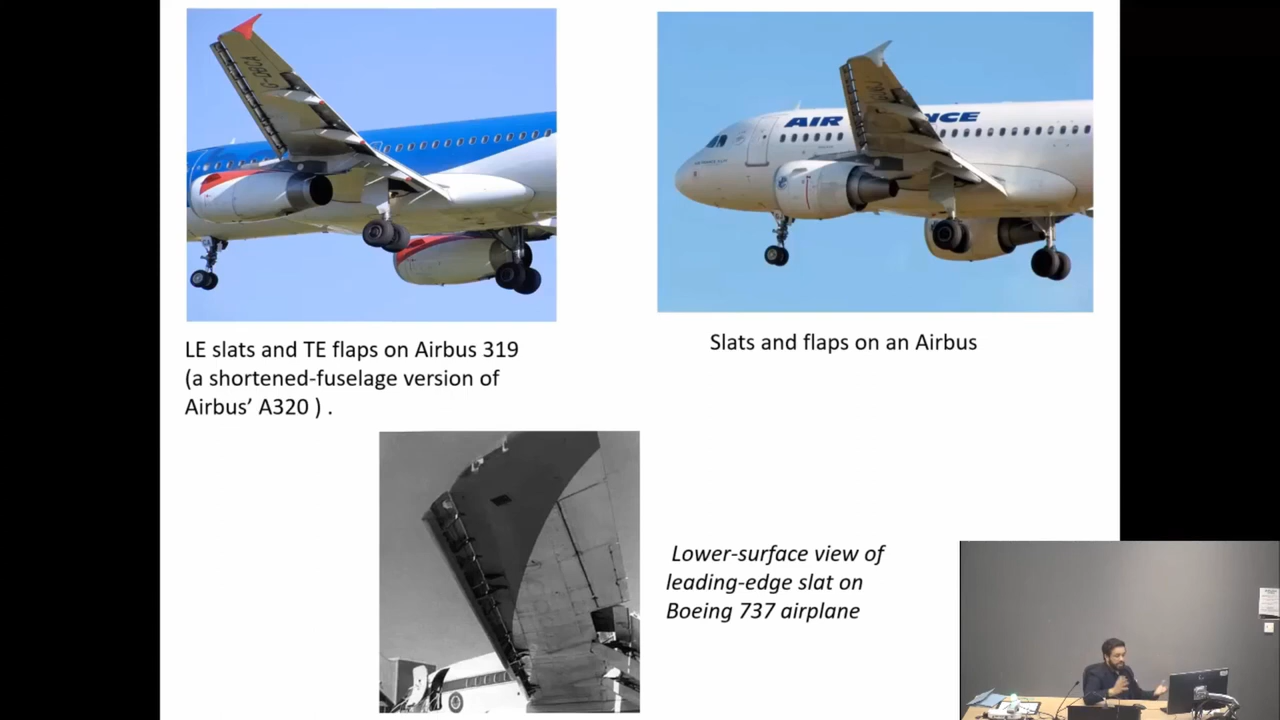 AIR
NCE
LE slats and TE flaps on Airbus 319
(a shortened-fuselage version of
Airbus’ A320 ) .
Slats and flaps on an Airbus
Lower-surface view of
leading-edge slat on
Boeing 737 airplane